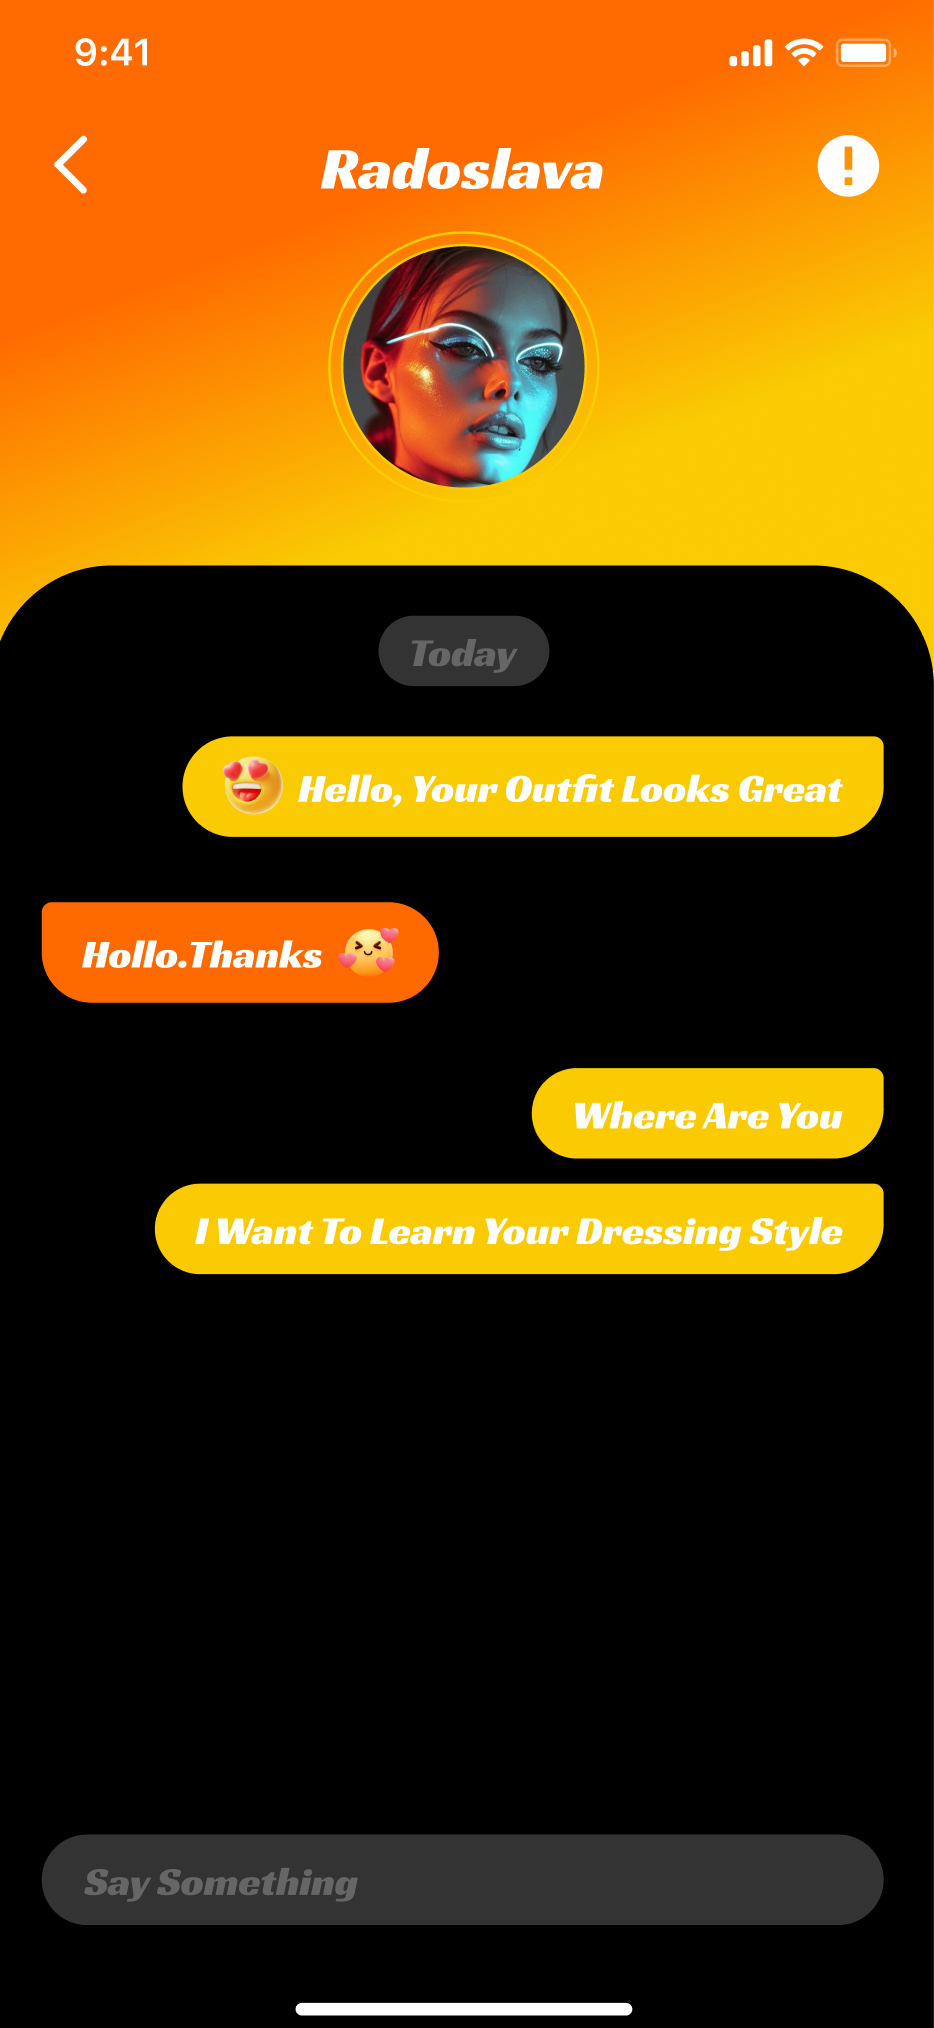 9:41
Radoslava
Today
😍 Hello, Your Outfit Looks Great
Hollo.Thanks 🥰
Where Are You
I Want To Learn Your Dressing Style
Say Something